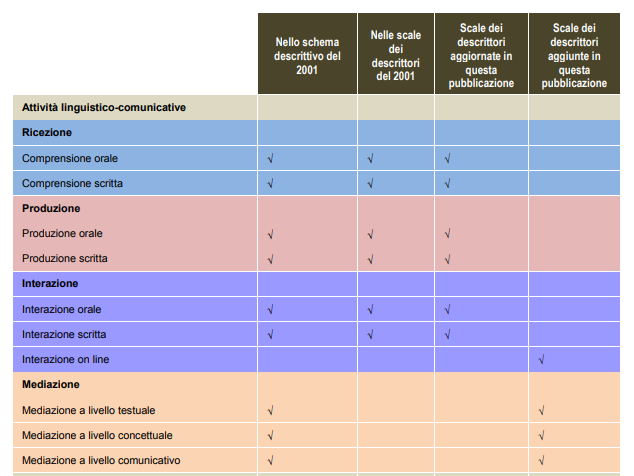 Nello schema descrittivo del 2001
Nelle scale dei descrittori del 2001
Scale dei descrittori aggiornate in questa pubblicazione
Scale dei descrittori aggiunte in questa pubblicazione
Attività linguistico-comunicative
Ricezione
Comprensione orale √ √ √
Comprensione scritta √ √ √
Produzione
Produzione orale √ √ √
Produzione scritta √ √ √
Interazione
Interazione orale √ √ √
Interazione scritta √ √ √
Interazione on line √
Mediazione
Mediazione a livello testuale √ √
Mediazione a livello concettuale √ √
Mediazione a livello comunicativo √ √